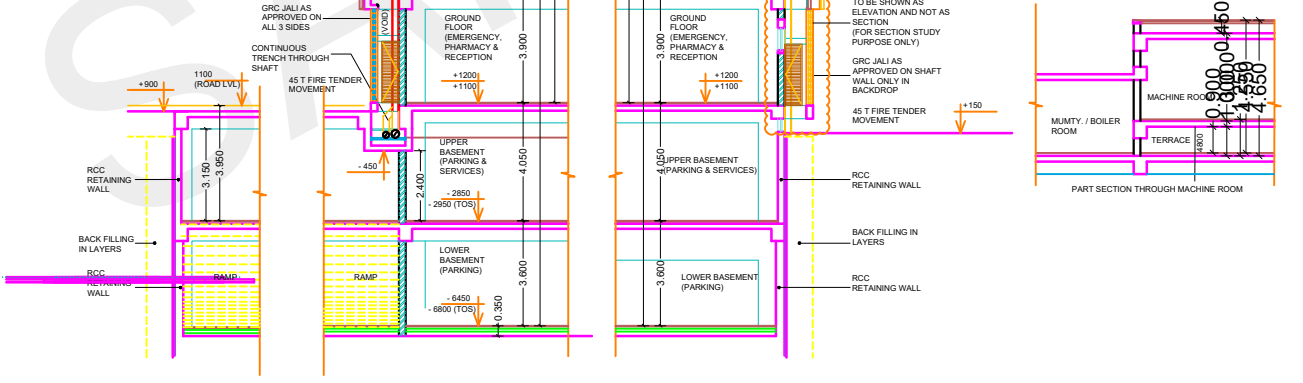 GRC JALI AS
APPROVED ON
ALL 3 SIDES
(VOID)
CONTINUOUS
TRENCH THROUGH
SHAFT
1100
(ROAD LVL)
+900
45 T FIRE TENDER
MOVEMENT
GROUND
FLOOR
(EMERGENCY,
PHARMACY &
RECEPTION
3.900
+1200
+1100
GROUND
FLOOR
(EMERGENCY,
PHARMACY &
RECEPTION
3.900
+1200
+1100
TO BE SHOWN AS
ELEVATION AND NOT AS
SECTION
(FOR SECTION STUDY
PURPOSE ONLY)
GRC JALI AS
APPROVED ON SHAFT
WALL ONLY IN
BACKDROP
45 T FIRE TENDER
MOVEMENT
+150
RCC
RETAINING
WALL
3.150
3.950
- 450
2.400
UPPER
BASEMENT
(PARKING &
SERVICES)
- 2850
- 2950 (TOS)
4.050
4.050
UPPER BASEMENT
(PARKING & SERVICES)
RCC
RETAINING WALL
BACK FILLING
IN LAYERS
RCC
RETAINING
WALL
RAMP
RAMP
LOWER
BASEMENT
(PARKING)
- 6450
- 6800 (TOS)
3.600
0.350
3.600
LOWER BASEMENT
(PARKING)
BACK FILLING IN
LAYERS
RCC
RETAINING WALL
0.450
0.900
4.650
MACHINE ROOM
MUMTY. / BOILER
ROOM
TERRACE
4800
PART SECTION THROUGH MACHINE ROOM